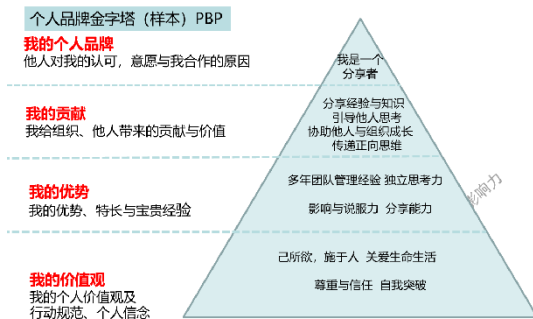 个人品牌金字塔（样本）PBP
我的个人品牌
他人对我的认可，意愿与我合作的原因
我是一个
分享者
我的贡献
我给组织、他人带来的贡献与价值
分享经验与知识
引导他人思考
协助他人与组织成长
传递正向思维
我的优势
我的优势、特长与宝贵经验
多年团队管理经验 独立思考力
影响与说服力 分享能力
影响力
我的价值观
我的个人价值观及
行动规范、个人信念
己所欲，施于人 关爱生命生活
尊重与信任 自我突破